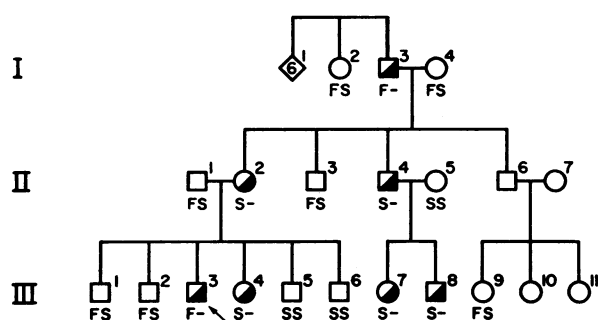 I
6 1 2 3 4
FS F- FS
II
1 2 3 4 5 6 7
FS S- FS S- SS
III
1 2 3 4 5 6 7 8 9 10 11
FS FS F- S- SS SS S- S- FS